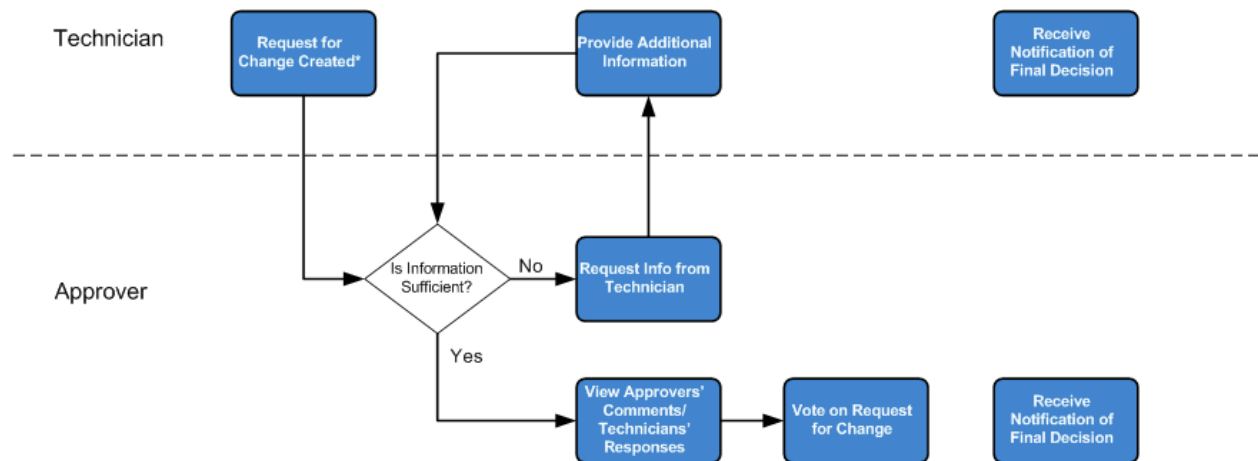 Technician
Request for
Change Created*
Provide Additional
Information
Receive
Notification of
Final Decision
Approver
Is Information
Sufficient?
No
Request Info from
Technician
Yes
View Approvers'
Comments/
Technicians'
Responses
Vote on Request
for Change
Receive
Notification of
Final Decision